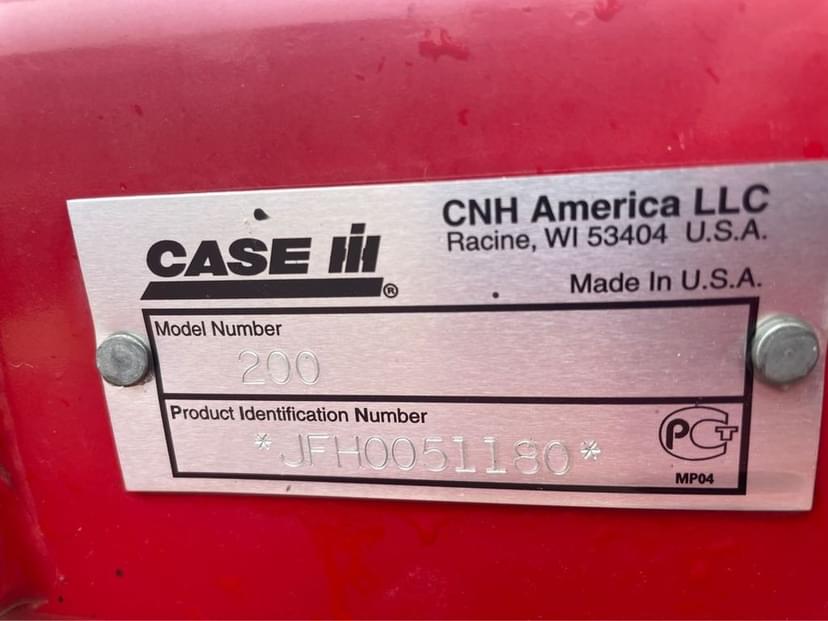 CASE IH ®
CNH America LLC
Racine, WI 53404 U.S.A.
Made In U.S.A.
Model Number
200
Product Identification Number
*JFH0051180*
PCT
MP04